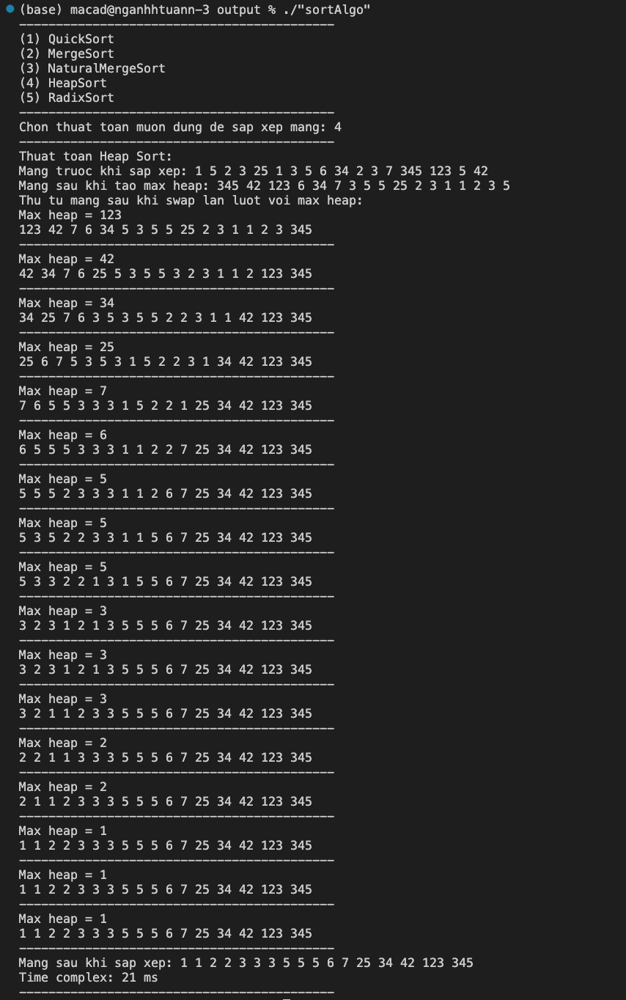 (base) macad@nganhhtuann-3 output % ./"sortAlgo"
-------------------------------------------
(1) QuickSort
(2) MergeSort
(3) NaturalMergeSort
(4) HeapSort
(5) RadixSort
-------------------------------------------
Chon thuat toan muon dung de sap xep mang: 4
-------------------------------------------
Thuat toan Heap Sort:
Mang truoc khi sap xep: 1 5 2 3 25 1 3 5 6 34 2 3 7 345 123 5 42
Mang sau khi tao max heap: 345 42 123 6 34 7 3 5 5 25 2 3 1 1 2 3 5
Thu tu mang sau khi swap lan luot voi max heap:
Max heap = 123
123 42 7 6 34 5 3 5 5 25 2 3 1 1 2 3 345
-------------------------------------------
Max heap = 42
42 34 7 6 25 5 3 5 5 3 2 3 1 1 2 123 345
-------------------------------------------
Max heap = 34
34 25 7 6 3 5 3 5 5 2 2 3 1 1 42 123 345
-------------------------------------------
Max heap = 25
25 6 7 5 3 5 3 1 5 2 2 3 1 34 42 123 345
-------------------------------------------
Max heap = 7
7 6 5 5 3 3 3 1 5 2 2 1 25 34 42 123 345
-------------------------------------------
Max heap = 6
6 5 5 5 3 3 3 1 1 2 2 7 25 34 42 123 345
-------------------------------------------
Max heap = 5
5 5 5 2 3 3 3 1 1 2 6 7 25 34 42 123 345
-------------------------------------------
Max heap = 5
5 3 5 2 2 3 3 1 1 5 6 7 25 34 42 123 345
-------------------------------------------
Max heap = 5
5 3 3 2 2 1 3 1 5 5 6 7 25 34 42 123 345
-------------------------------------------
Max heap = 3
3 2 3 1 2 1 3 5 5 5 6 7 25 34 42 123 345
-------------------------------------------
Max heap = 3
3 2 3 1 2 1 3 5 5 5 6 7 25 34 42 123 345
-------------------------------------------
Max heap = 3
3 2 1 1 2 3 3 5 5 5 6 7 25 34 42 123 345
-------------------------------------------
Max heap = 2
2 2 1 1 3 3 3 5 5 5 6 7 25 34 42 123 345
-------------------------------------------
Max heap = 2
2 1 1 2 3 3 3 5 5 5 6 7 25 34 42 123 345
-------------------------------------------
Max heap = 1
1 1 2 2 3 3 3 5 5 5 6 7 25 34 42 123 345
-------------------------------------------
Max heap = 1
1 1 2 2 3 3 3 5 5 5 6 7 25 34 42 123 345
-------------------------------------------
Max heap = 1
1 1 2 2 3 3 3 5 5 5 6 7 25 34 42 123 345
-------------------------------------------
Mang sau khi sap xep: 1 1 2 2 3 3 3 5 5 5 6 7 25 34 42 123 345
Time complex: 21 ms
-------------------------------------------